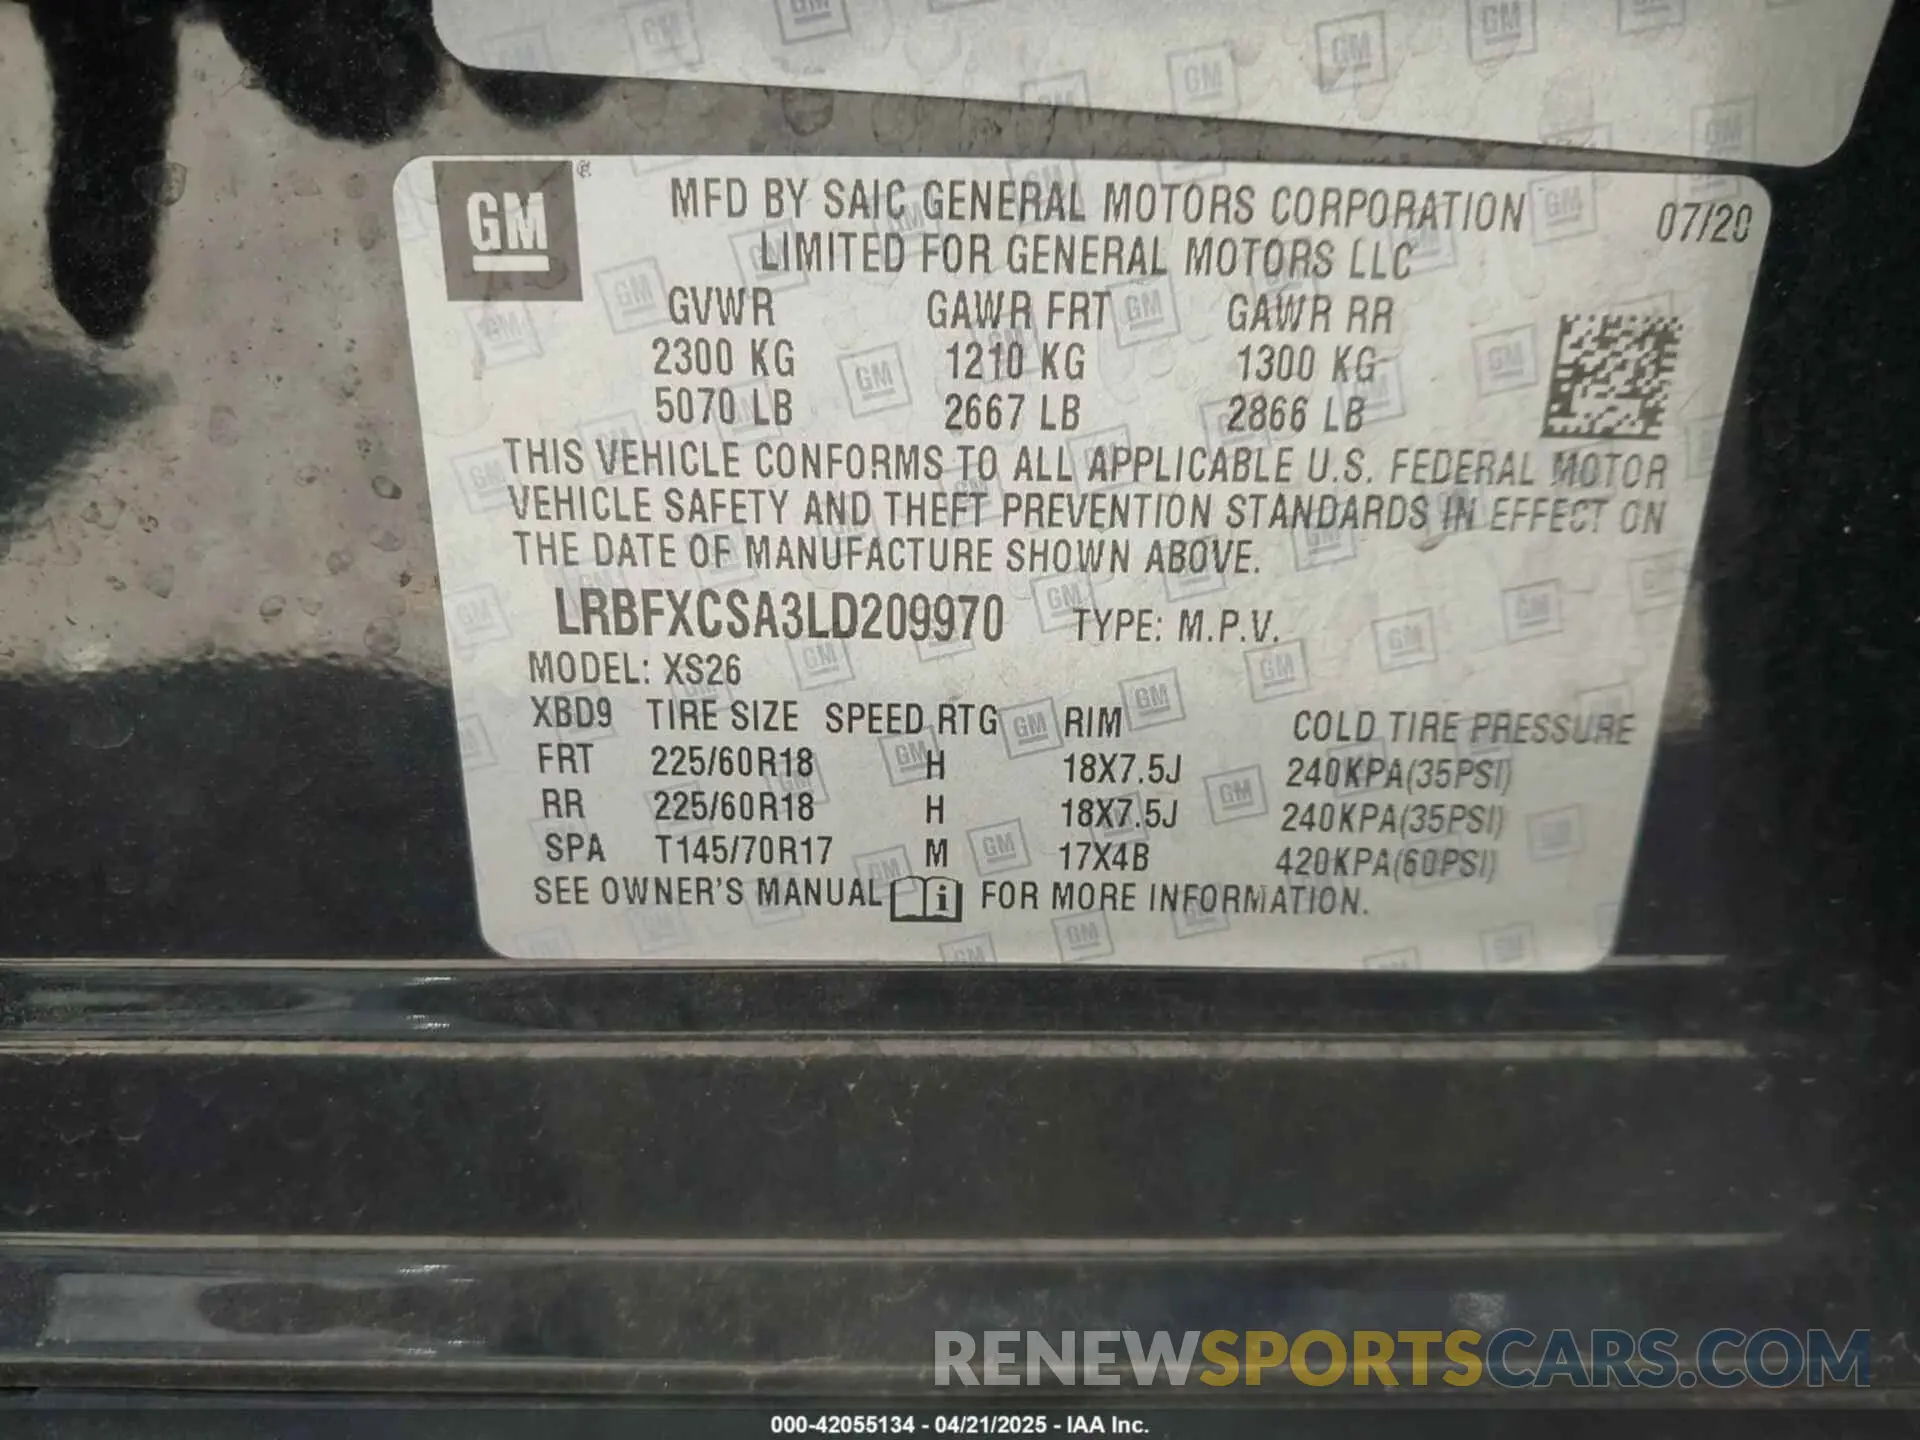 GM
MFD BY SAIC GENERAL MOTORS CORPORATION
LIMITED FOR GENERAL MOTORS LLC
07/20
GVWR GAWR FRT GAWR RR
2300 KG 1210 KG 1300 KG
5070 LB 2667 LB 2866 LB
THIS VEHICLE CONFORMS TO ALL APPLICABLE U.S. FEDERAL MOTOR
VEHICLE SAFETY AND THEFT PREVENTION STANDARDS IN EFFECT ON
THE DATE OF MANUFACTURE SHOWN ABOVE.
LRBFXCSA3LD209970 TYPE: M.P.V.
MODEL: XS26
XBD9 TIRE SIZE SPEED RTG RIM COLD TIRE PRESSURE
FRT 225/60R18 H 18X7.5J 240KPA(35PSI)
RR 225/60R18 H 18X7.5J 240KPA(35PSI)
SPA T145/70R17 M 17X4B 420KPA(60PSI)
SEE OWNER'S MANUAL i FOR MORE INFORMATION.
RENEWSPORTSCARS.COM
000-42055134 - 04/21/2025 - IAA Inc.